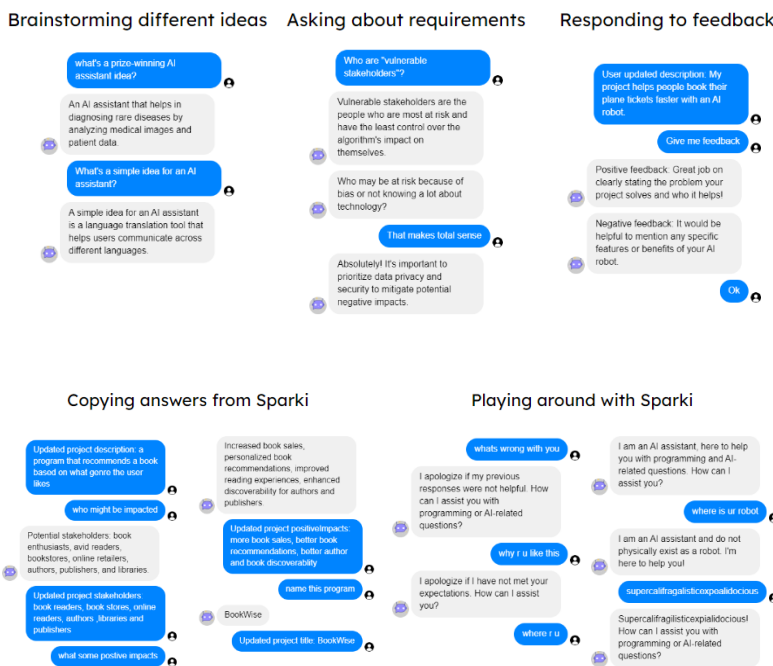 Brainstorming different ideas
what's a prize-winning AI
assistant idea?
An AI assistant that helps in
diagnosing rare diseases by
analyzing medical images and
patient data.
What's a simple idea for an AI
assistant?
A simple idea for an AI assistant
is a language translation tool that
helps users communicate across
different languages.
Asking about requirements
Who are "vulnerable
stakeholders"?
Vulnerable stakeholders are the
people who are most at risk and
have the least control over the
algorithm's impact on
themselves.
Who may be at risk because of
bias or not knowing a lot about
technology?
That makes total sense
Absolutely! It's important to
prioritize data privacy and
security to mitigate potential
negative impacts.
Responding to feedback
User updated description: My
project helps people book their
plane tickets faster with an AI
robot.
Give me feedback
Positive feedback: Great job on
clearly stating the problem your
project solves and who it helps!
Negative feedback: It would be
helpful to mention any specific
features or benefits of your AI
robot.
Ok
Copying answers from Sparki
Updated project description: a
program that recommends a book
based on what genre the user
likes
who might be impacted
Potential stakeholders: book
enthusiasts, avid readers,
bookstores, online retailers,
authors, publishers, and libraries.
Updated project stakeholders
book readers, book stores, online
readers, authors ,libraries and
publishers
what some postive impacts
Increased book sales,
personalized book
recommendations, improved
reading experiences, enhanced
discoverability for authors and
publishers.
Updated project positiveImpacts:
more book sales, better book
recommendations, better author
and book discoverablity
name this program
BookWise
Updated project title: BookWise
Playing around with Sparki
whats wrong with you
I apologize if my previous
responses were not helpful. How
can I assist you with
programming or AI-related
questions?
why r u like this
I apologize if I have not met your
expectations. How can I assist
you?
where r u
I am an AI assistant, here to help
you with programming and AI-
related questions. How can I
assist you?
where is ur robot
I am an AI assistant and do not
physically exist as a robot. I'm
here to help you!
supercalifragalisticexpoalidocious
Supercalifragilisticexpialidocious!
How can I assist you with
programming or AI-related
questions?